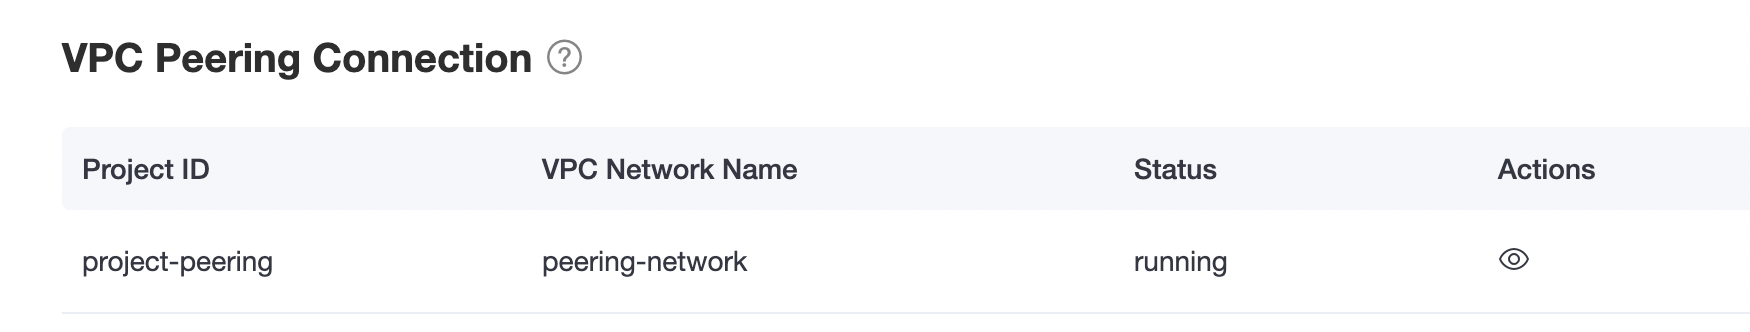 VPC Peering Connection ?
Project ID VPC Network Name Status Actions
project-peering peering-network running